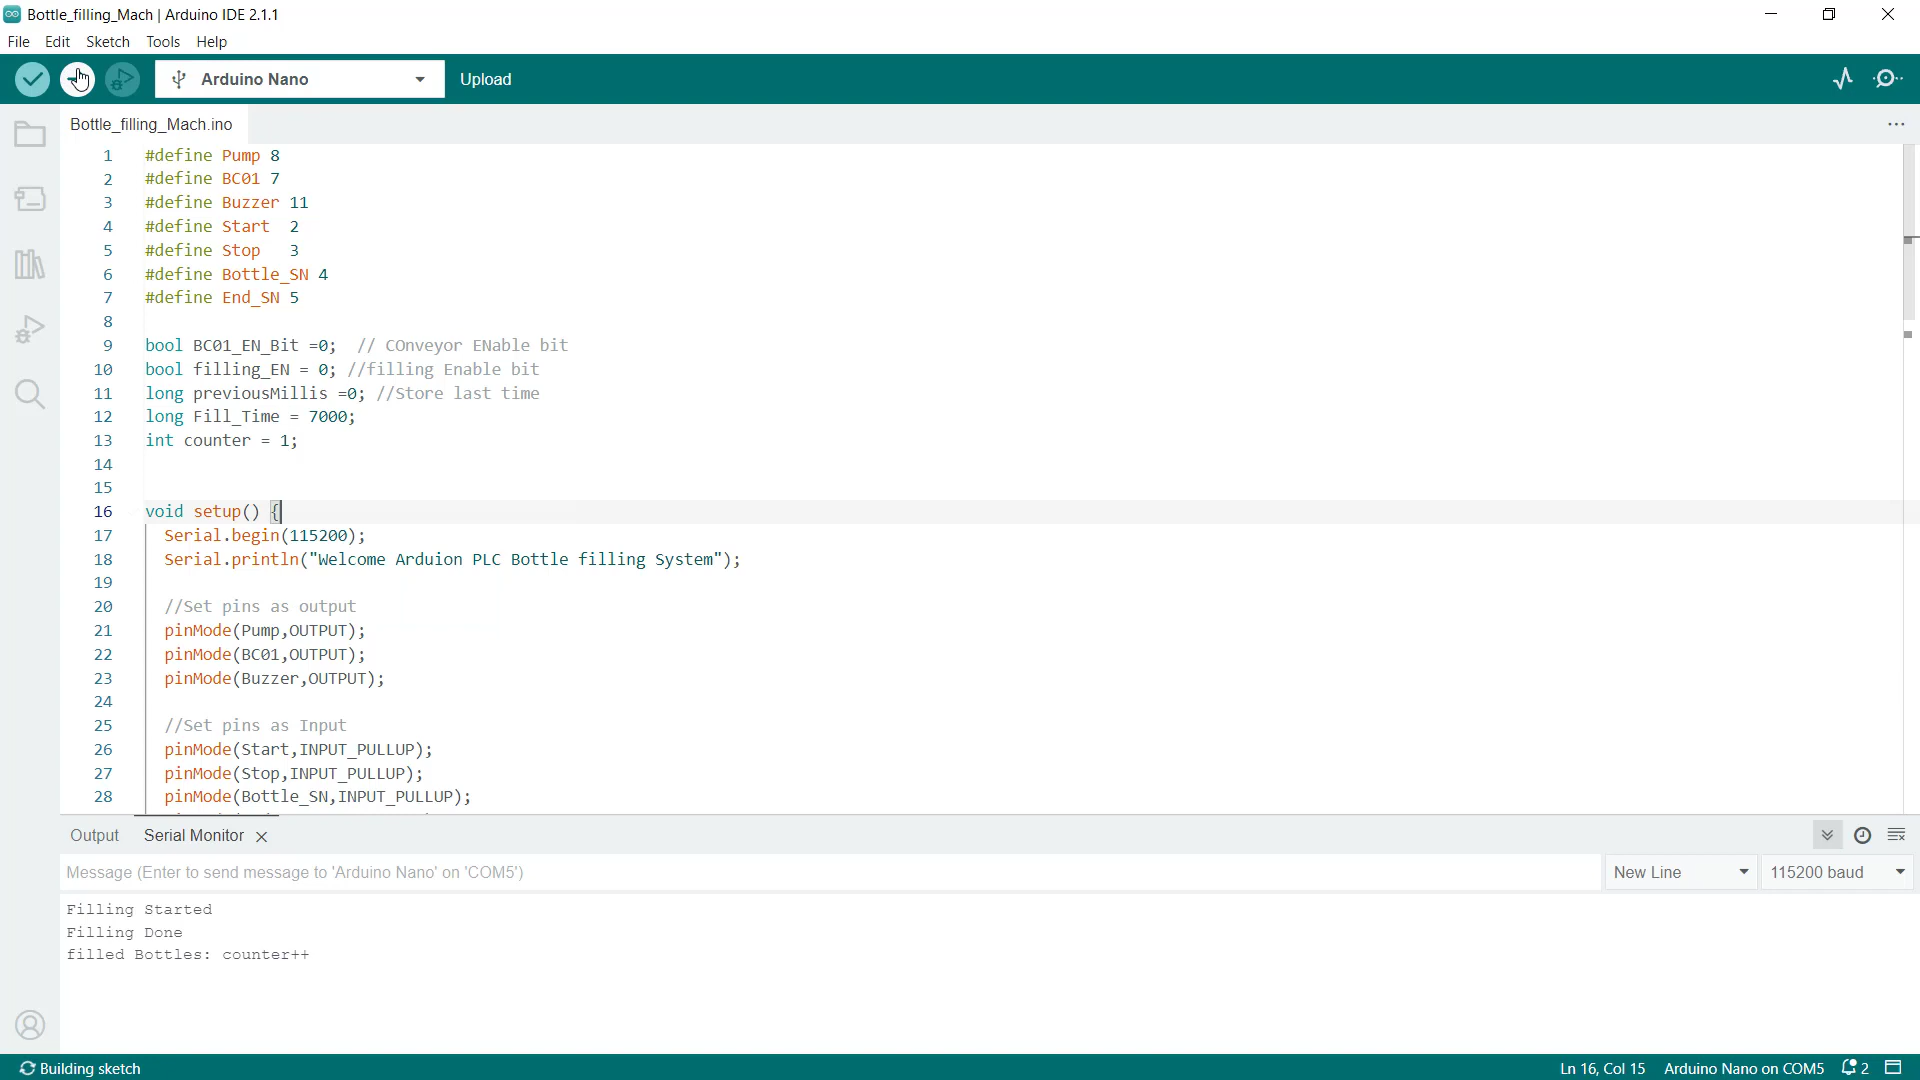 Bottle_filling_Mach | Arduino IDE 2.1.1
File Edit Sketch Tools Help
Arduino Nano
Upload
Bottle_filling_Mach.ino
1 #define Pump 8
2 #define BC01 7
3 #define Buzzer 11
4 #define Start 2
5 #define Stop 3
6 #define Bottle_SN 4
7 #define End_SN 5
8
9 bool BC01_EN_Bit =0; // COnveyor ENable bit
10 bool filling_EN = 0; //filling Enable bit
11 long previousMillis =0; //Store last time
12 long Fill_Time = 7000;
13 int counter = 1;
14
15
16 void setup() {
17 Serial.begin(115200);
18 Serial.println("Welcome Arduion PLC Bottle filling System");
19
20 //Set pins as output
21 pinMode(Pump,OUTPUT);
22 pinMode(BC01,OUTPUT);
23 pinMode(Buzzer,OUTPUT);
24
25 //Set pins as Input
26 pinMode(Start,INPUT_PULLUP);
27 pinMode(Stop,INPUT_PULLUP);
28 pinMode(Bottle_SN,INPUT_PULLUP);
Output Serial Monitor
Message (Enter to send message to 'Arduino Nano' on 'COM5')
New Line
115200 baud
Filling Started
Filling Done
filled Bottles: counter++
Building sketch
Ln 16, Col 15 Arduino Nano on COM5 2